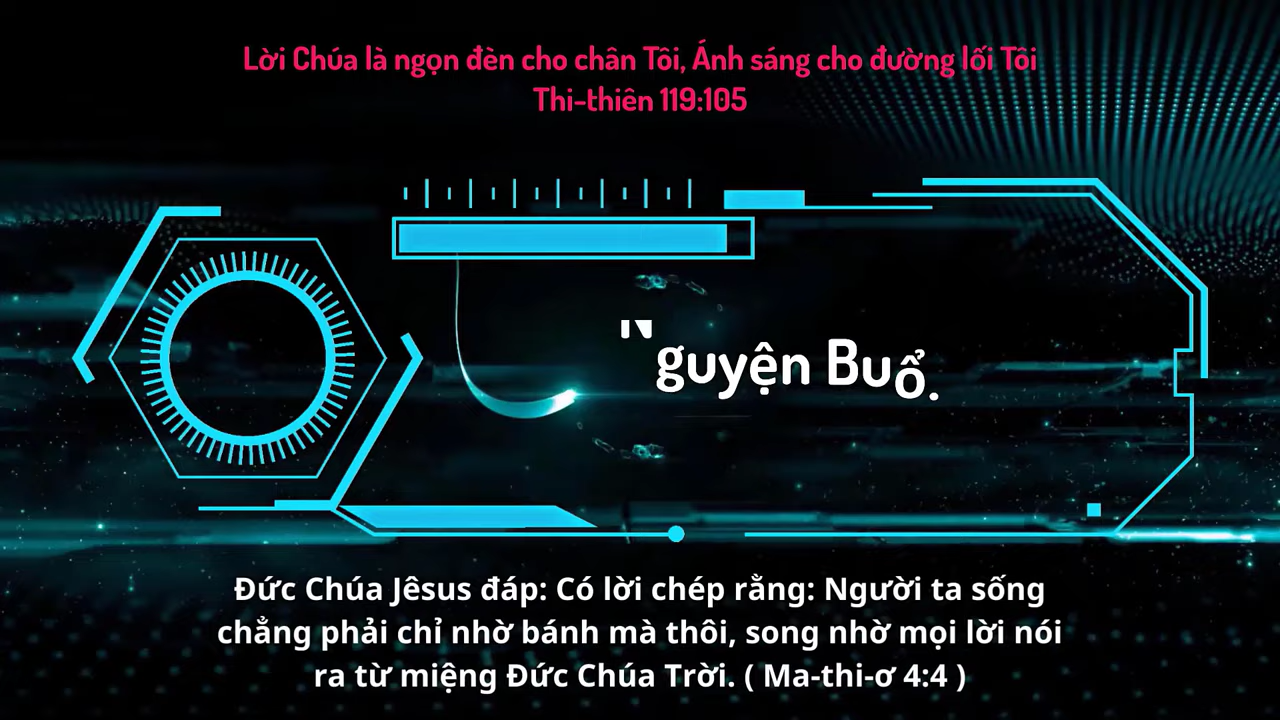 Lời Chúa là ngọn đèn cho chân Tôi, Ánh sáng cho đường lối Tôi
Thi-thiên 119:105
guyện Buổ
Đức Chúa Jêsus đáp: Có lời chép rằng: Người ta sống
chẳng phải chỉ nhờ bánh mà thôi, song nhờ mọi lời nói
ra từ miệng Đức Chúa Trời. ( Ma-thi-ơ 4:4 )